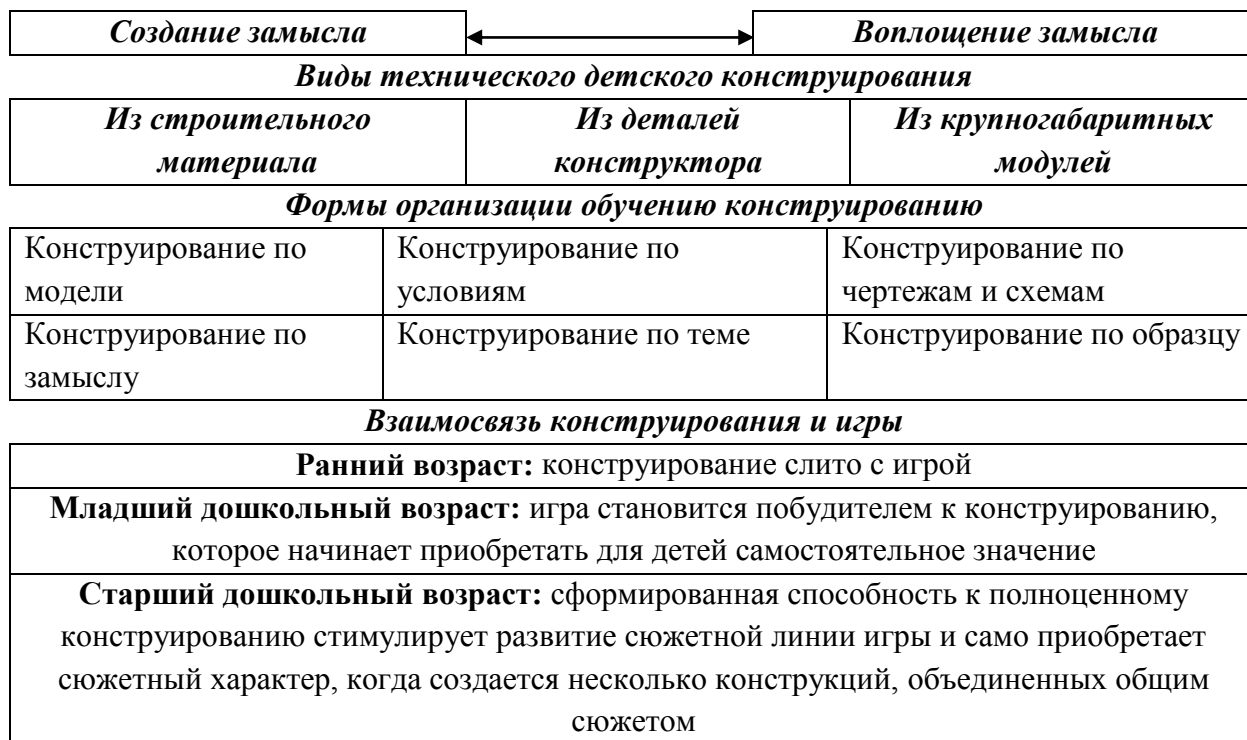 Создание замысла Воплощение замысла
Виды технического детского конструирования
Из строительного материала Из деталей конструктора Из крупногабаритных модулей
Формы организации обучению конструированию
Конструирование по модели Конструирование по условиям Конструирование по чертежам и схемам
Конструирование по замыслу Конструирование по теме Конструирование по образцу
Взаимосвязь конструирования и игры
Ранний возраст: конструирование слито с игрой
Младший дошкольный возраст: игра становится побудителем к конструированию,
которое начинает приобретать для детей самостоятельное значение
Старший дошкольный возраст: сформированная способность к полноценному
конструированию стимулирует развитие сюжетной линии игры и само приобретает
сюжетный характер, когда создается несколько конструкций, объединенных общим
сюжетом